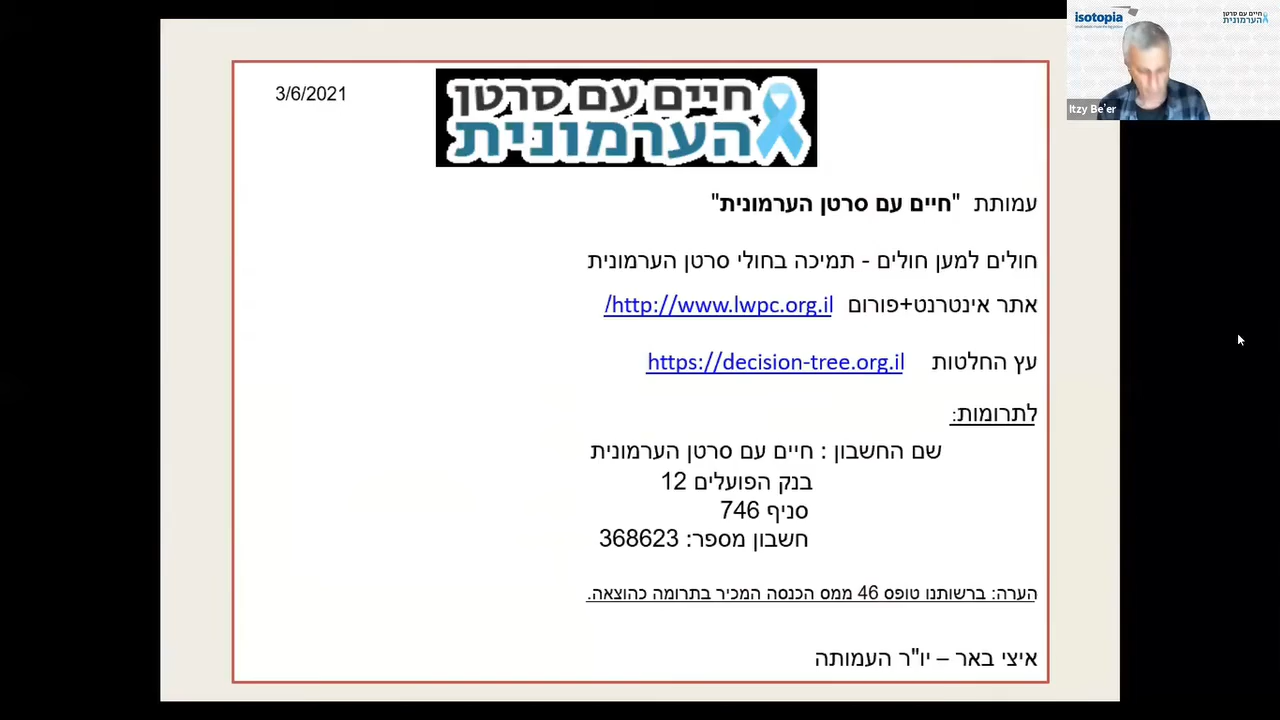 3/6/2021
חיים עם סרטן
הערמונית
עמותת "חיים עם סרטן הערמונית"
חולים למען חולים - תמיכה בחולי סרטן הערמונית
אתר אינטרנט+פורום http://www.lwpc.org.il/
עץ החלטות https://decision-tree.org.il
לתרומות:
שם החשבון : חיים עם סרטן הערמונית
בנק הפועלים 12
סניף 746
חשבון מספר: 368623
הערה: ברשותנו טופס 46 ממס הכנסה המכיר בתרומה כהוצאה.
איצי באר – יו"ר העמותה
isotopia
חיים עם סרטן
הערמונית
Itzy Be'er